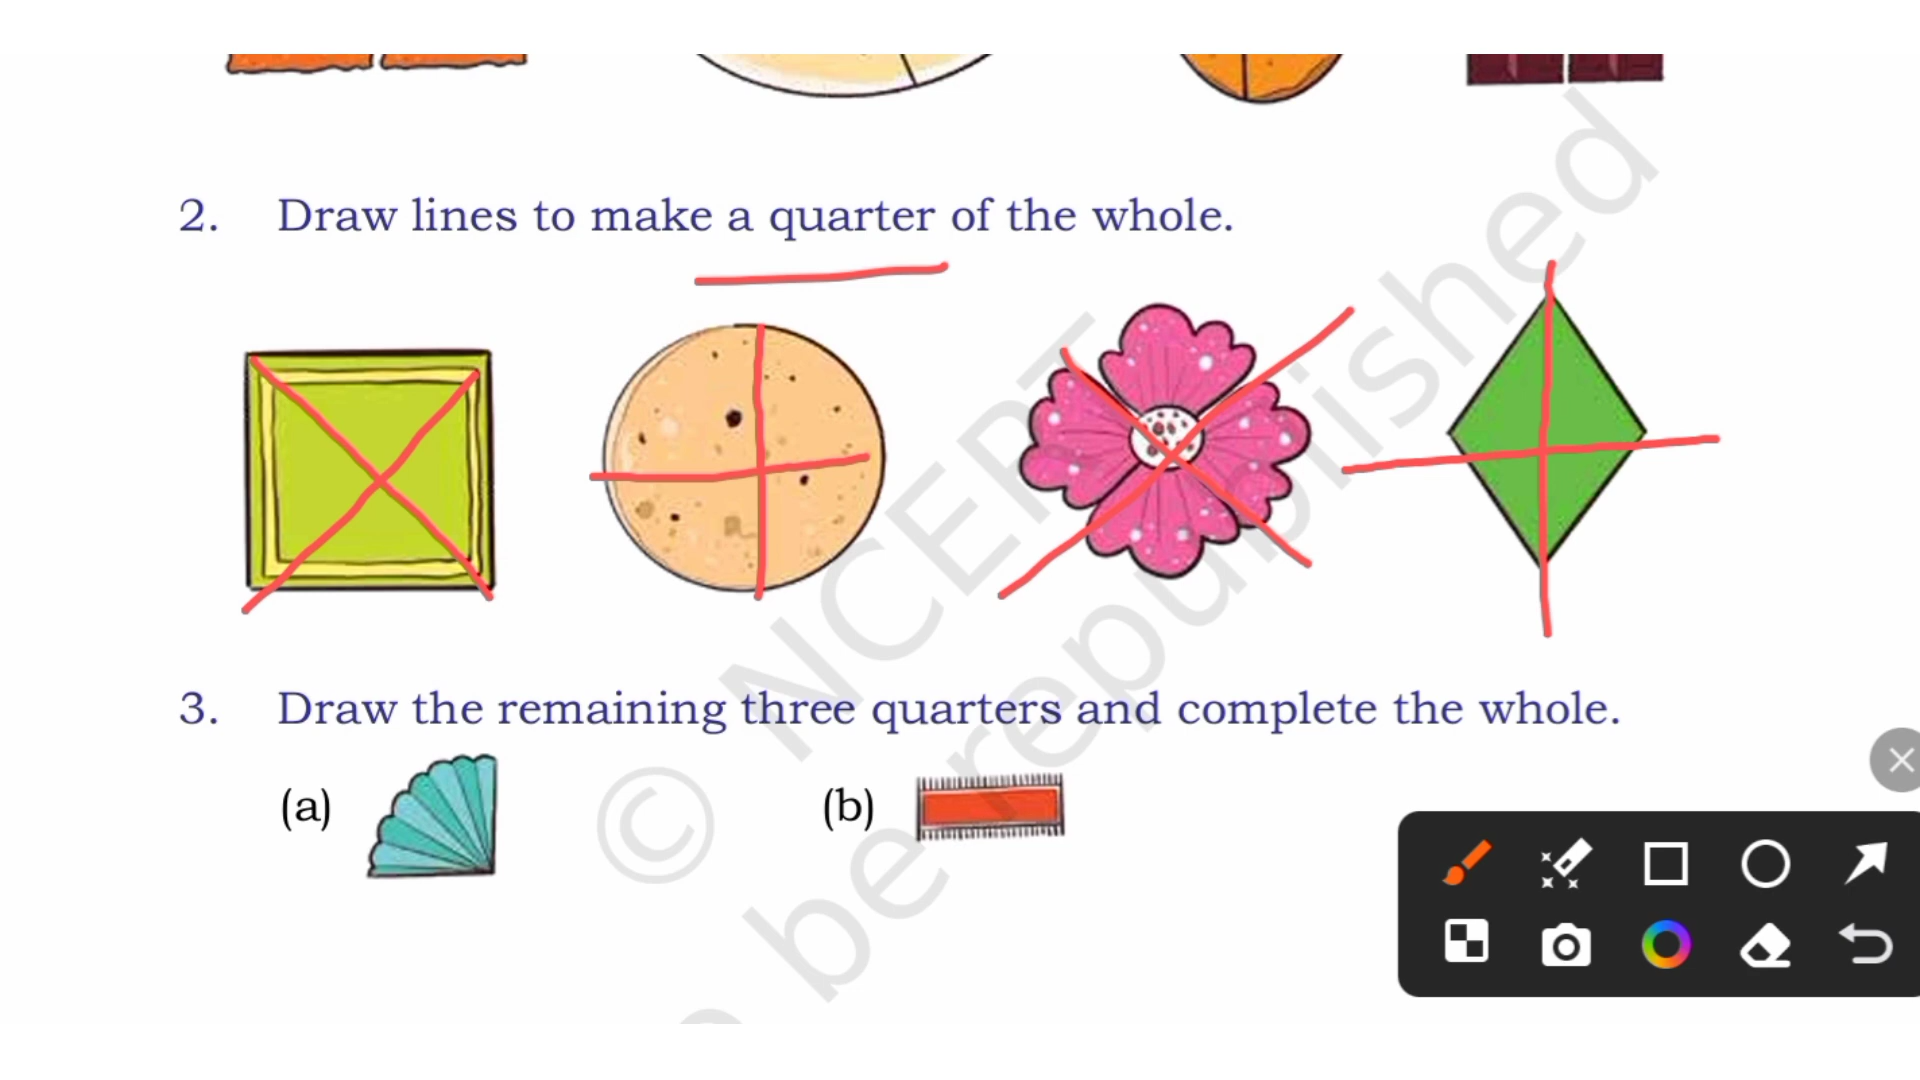 2. Draw lines to make a quarter of the whole.
3. Draw the remaining three quarters and complete the whole.
(a) (b)
© NCERT
be republished